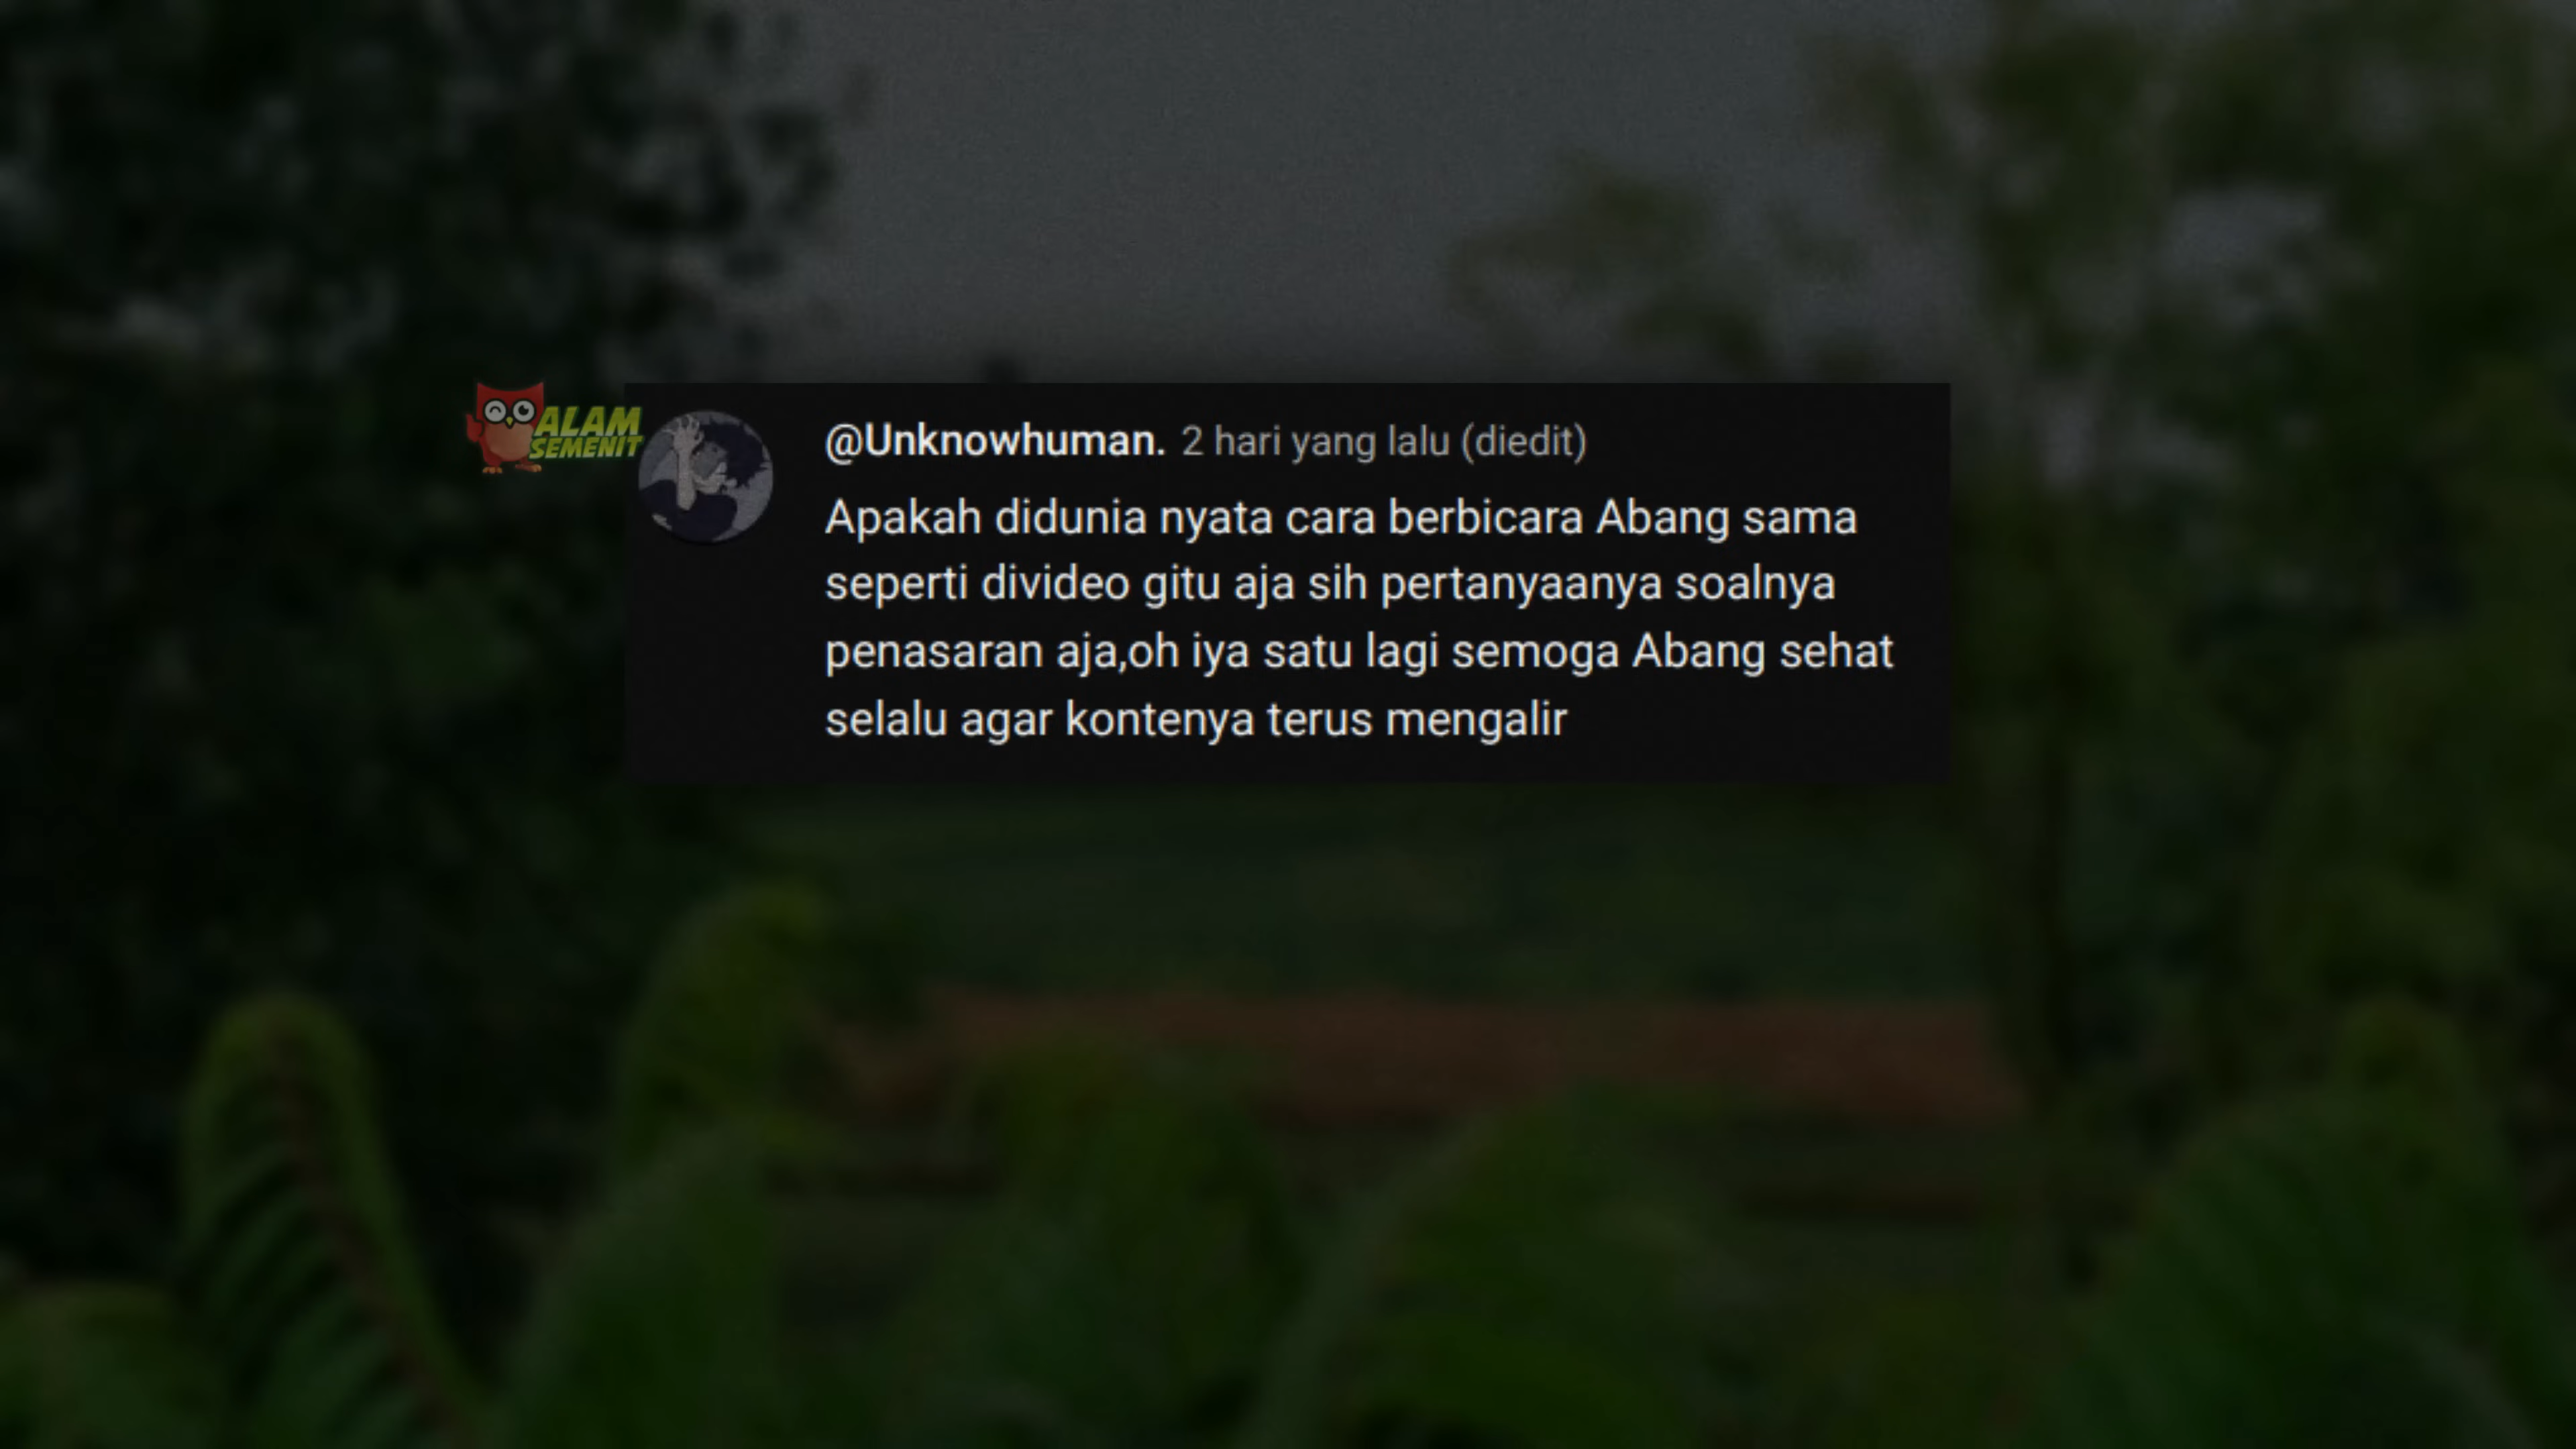 ALAM
SEMENIT
@Unknowhuman. 2 hari yang lalu (diedit)
Apakah didunia nyata cara berbicara Abang sama
seperti divideo gitu aja sih pertanyaanya soalnya
penasaran aja,oh iya satu lagi semoga Abang sehat
selalu agar kontenya terus mengalir